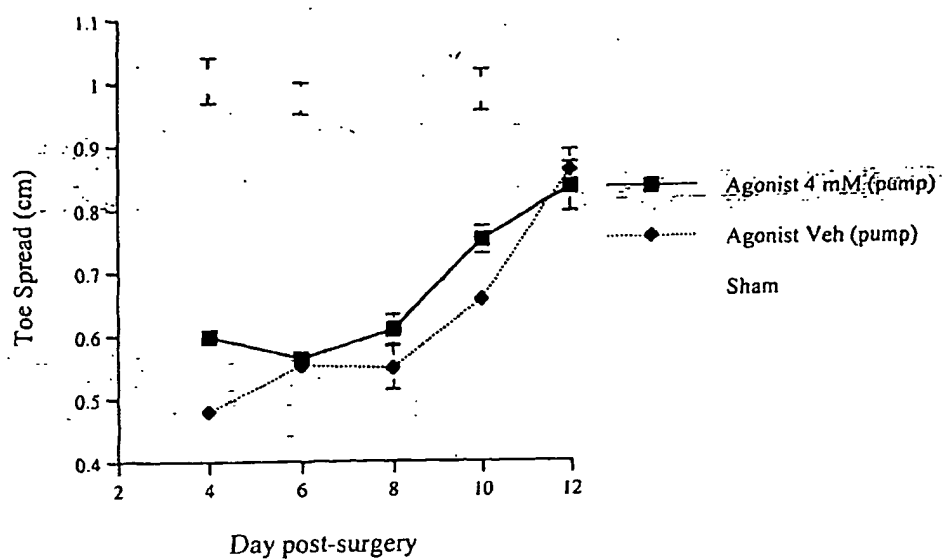 1.1
1
0.9
0.8
0.7
0.6
0.5
0.4
Toe Spread (cm)
2 4 6 8 10 12
Day post-surgery
Agonist 4 mM (pump)
Agonist Veh (pump)
Sham